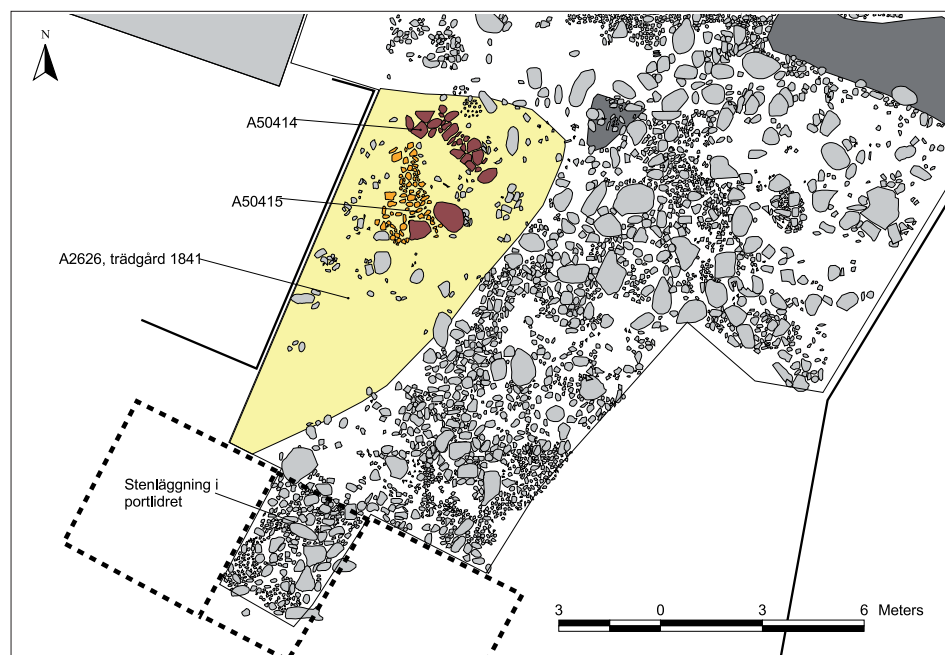 N
A50414
A50415
A2626, trädgård 1841
Stenläggning i
portlidret
3 0 3 6 Meters